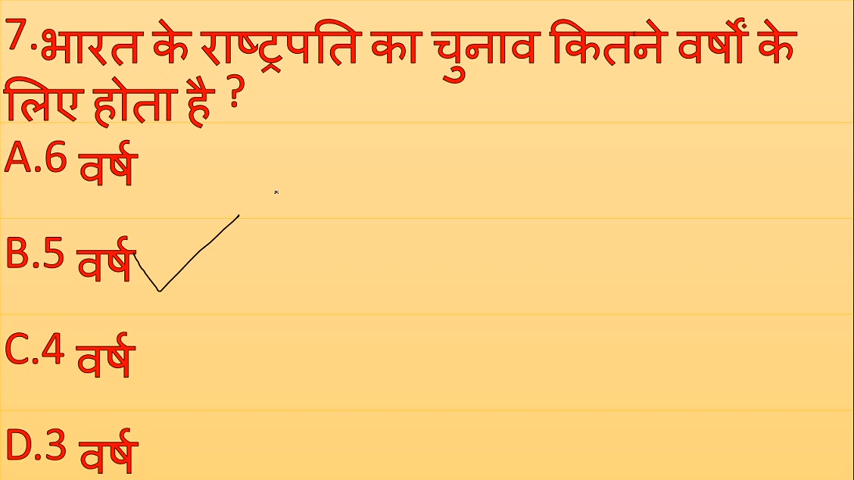 7.भारत के राष्ट्रपति का चुनाव कितने वर्षों के
लिए होता है ?
A.6 वर्ष
B.5 वर्ष
C.4 वर्ष
D.3 वर्ष